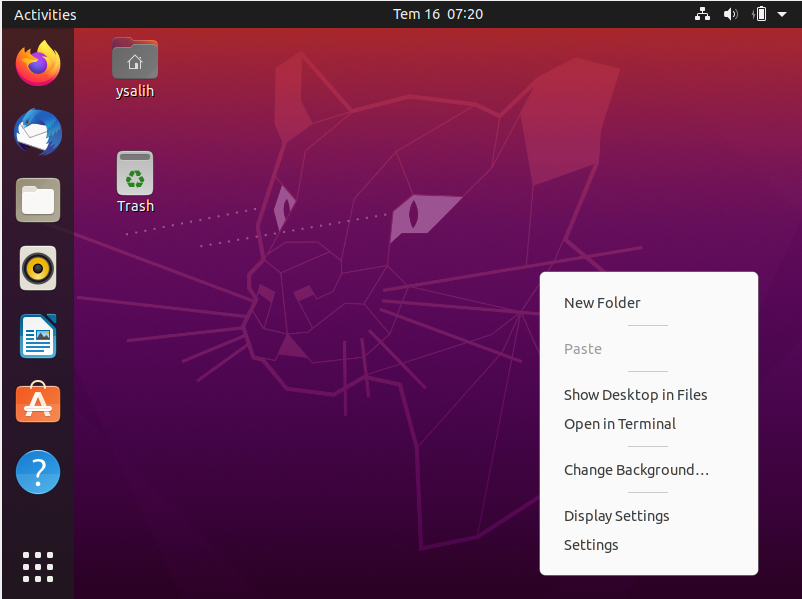 Activities
Tem 16 07:20
ysalih
Trash
New Folder
Paste
Show Desktop in Files
Open in Terminal
Change Background…
Display Settings
Settings